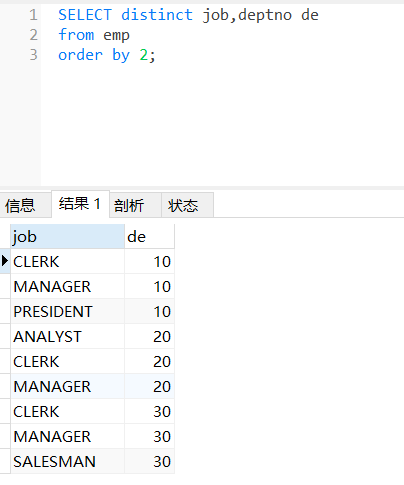 1 SELECT distinct job,deptno de
2 from emp
3 order by 2;
信息 结果 1 剖析 状态
job de
CLERK 10
MANAGER 10
PRESIDENT 10
ANALYST 20
CLERK 20
MANAGER 20
CLERK 30
MANAGER 30
SALESMAN 30